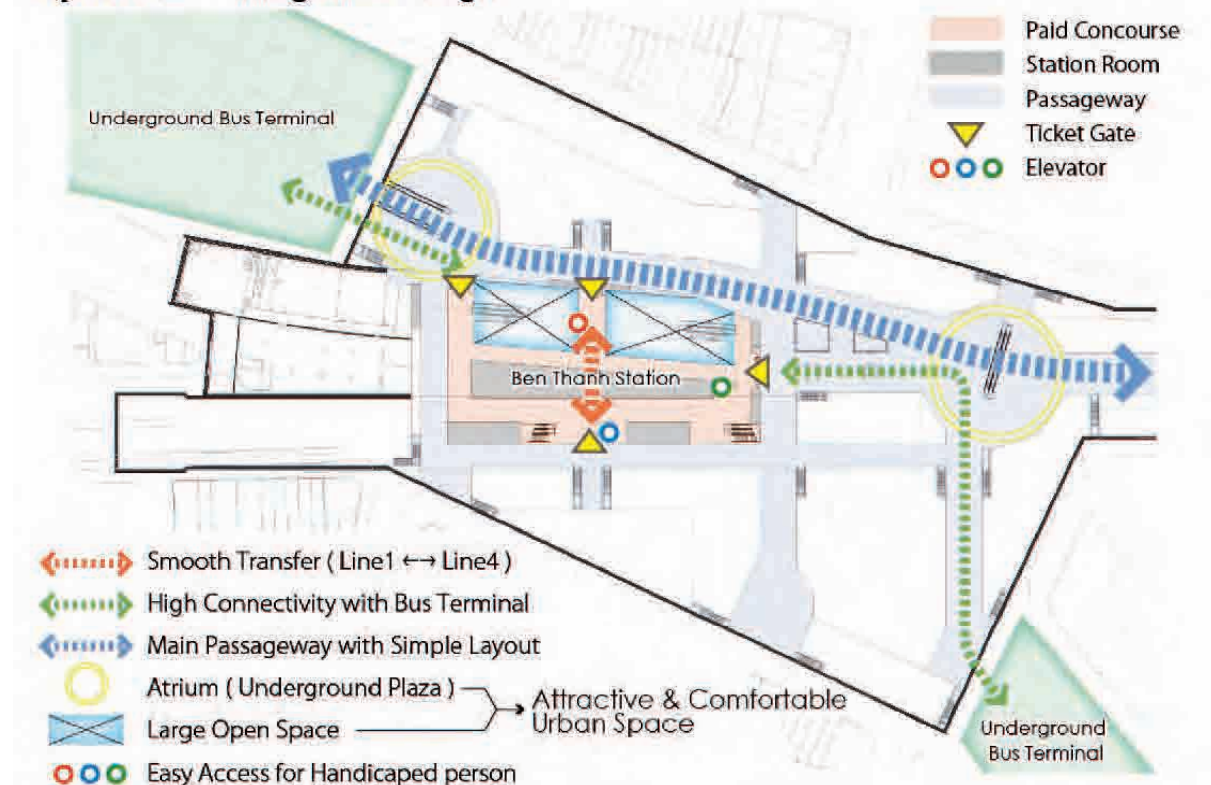 Paid Concourse
Station Room
Passageway
Ticket Gate
Elevator
Underground Bus Terminal
Ben Thanh Station
Smooth Transfer ( Line1 ←→ Line4 )
High Connectivity with Bus Terminal
Main Passageway with Simple Layout
Atrium ( Underground Plaza )
Large Open Space
Attractive & Comfortable
Urban Space
Easy Access for Handicaped person
Underground
Bus Terminal